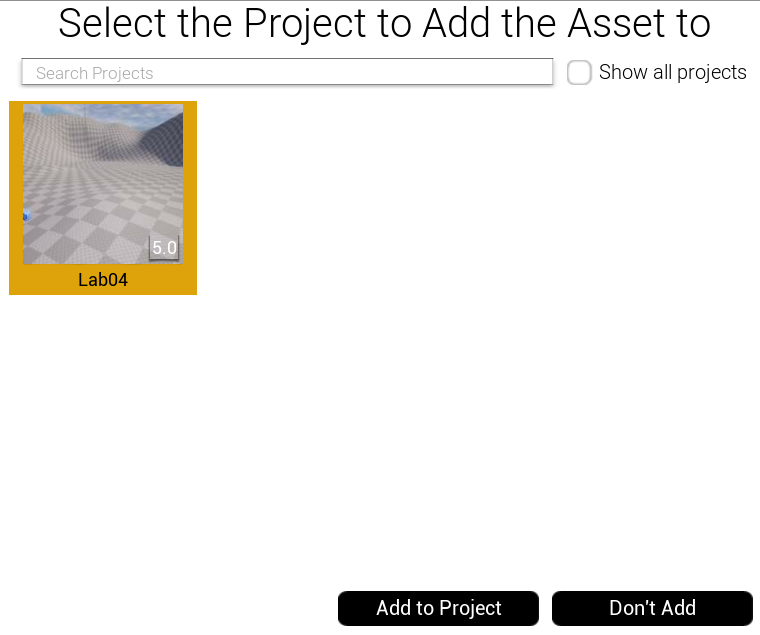 Select the Project to Add the Asset to
Search Projects
Show all projects
5.0
Lab04
Add to Project
Don't Add